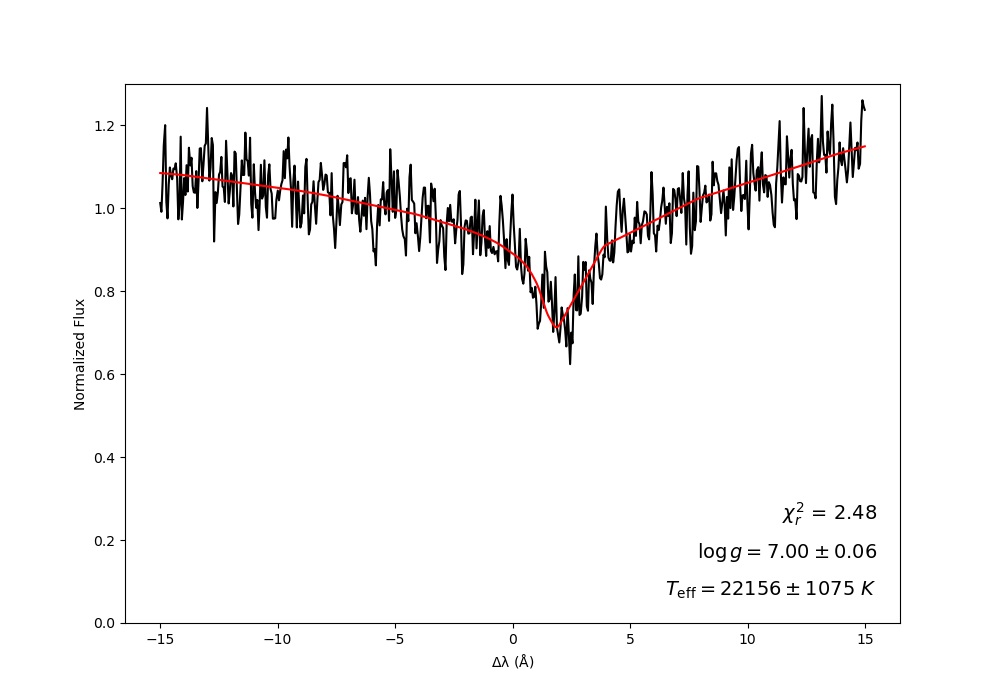 1.2
1.0
0.8
0.6
0.4
0.2
0.0
Normalized Flux
χ²ᵣ = 2.48
log g = 7.00 ± 0.06
T_eff = 22156 ± 1075 K
−15 −10 −5 0 5 10 15
Δλ (Å)